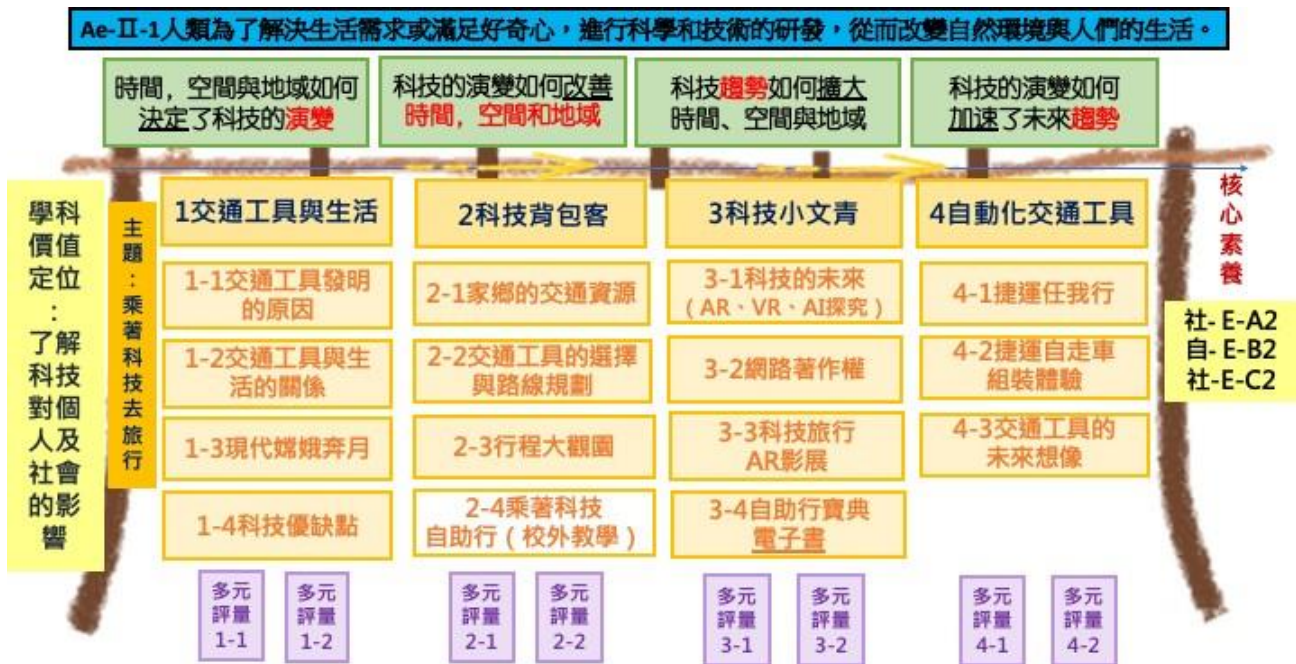 Ae-Ⅱ-1人類為了解決生活需求或滿足好奇心，進行科學和技術的研發，從而改變自然環境與人們的生活。
時間，空間與地域如何
決定了科技的演變
科技的演變如何改善
時間，空間和地域
科技趨勢如何擴大
時間、空間與地域
科技的演變如何
加速了未來趨勢
學科
價值
定位
：
了解
科技
對個
人及
社會
的影
響
主題：乘著科技去旅行
1交通工具與生活
1-1交通工具發明
的原因
1-2交通工具與生
活的關係
1-3現代嫦娥奔月
1-4科技優缺點
多元
評量
1-1
多元
評量
1-2
2科技背包客
2-1家鄉的交通資源
2-2交通工具的選擇
與路線規劃
2-3行程大觀園
2-4乘著科技
自助行（校外教學）
多元
評量
2-1
多元
評量
2-2
3科技小文青
3-1科技的未來
（AR、VR、AI探究）
3-2網路著作權
3-3科技旅行
AR影展
3-4自助行寶典
電子書
多元
評量
3-1
多元
評量
3-2
4自動化交通工具
4-1捷運任我行
4-2捷運自走車
組裝體驗
4-3交通工具的
未來想像
多元
評量
4-1
多元
評量
4-2
核心素養
社- E-A2
自- E-B2
社-E-C2